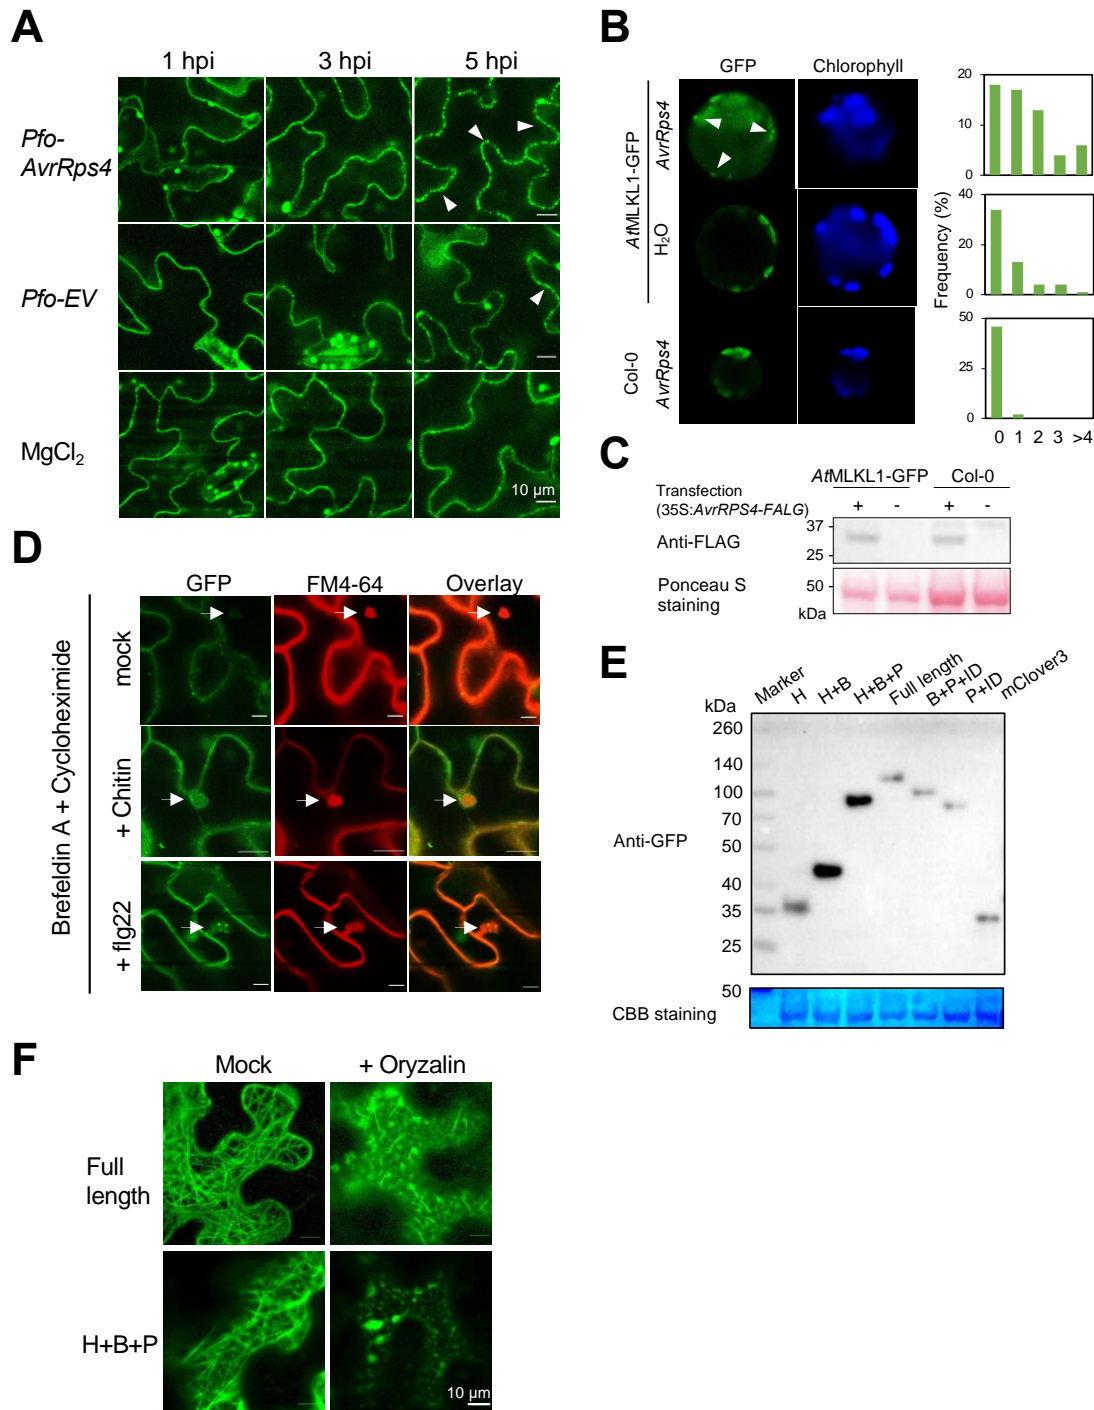 A
1 hpi 3 hpi 5 hpi
Pfo-
AvrRps4
Pfo-EV
MgCl2
10 µm
B
GFP Chlorophyll
AtMLKL1-GFP
AvrRps4
H2O
Col-0
AvrRps4
Frequency (%)
20
10
0
40
20
0
50
0
0 1 2 3 >4
C
AtMLKL1-GFP Col-0
Transfection
(35S:AvrRPS4-FALG)
+ - + -
Anti-FLAG
37
25
Ponceau S
staining
50
kDa
D
GFP FM4-64 Overlay
Brefeldin A + Cycloheximide
mock
+ Chitin
+ flg22
E
kDa
Marker
H
H+B
H+B+P
Full length
B+P+ID
P+ID
mClover3
260
140
100
70
50
40
35
25
Anti-GFP
50
CBB staining
F
Mock + Oryzalin
Full
length
H+B+P
10 µm